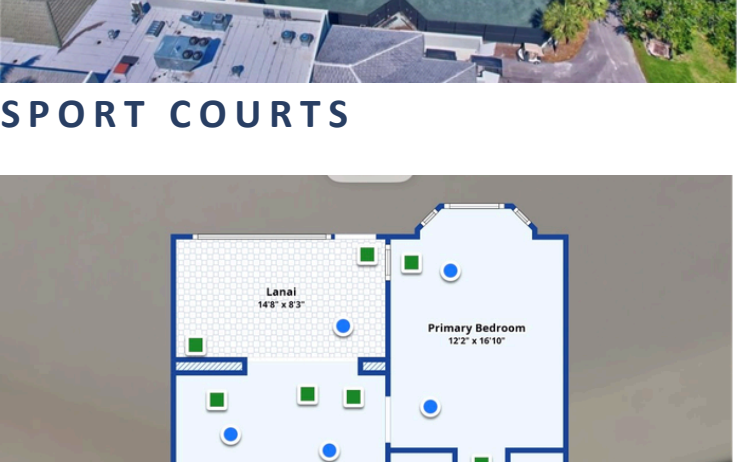 SPORT COURTS
Lanai
14'8" x 8'3"
Primary Bedroom
12'2" x 16'10"